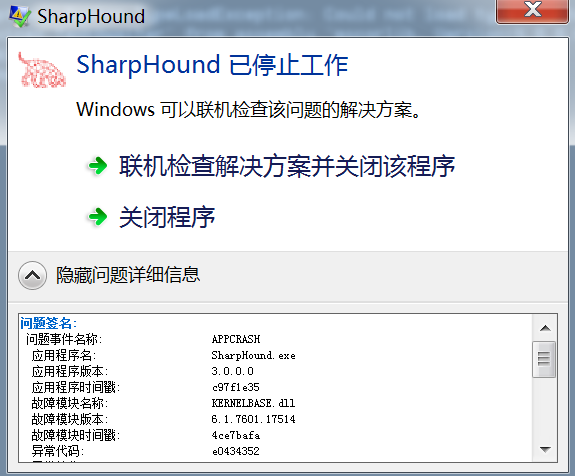 SharpHound
SharpHound 已停止工作
Windows 可以联机检查该问题的解决方案。
联机检查解决方案并关闭该程序
关闭程序
隐藏问题详细信息
问题签名:
问题事件名称: APPCRASH
应用程序名: SharpHound.exe
应用程序版本: 3.0.0.0
应用程序时间戳: c97f1e35
故障模块名称: KERNELBASE.dll
故障模块版本: 6.1.7601.17514
故障模块时间戳: 4ce7bafa
异常代码: e0434352